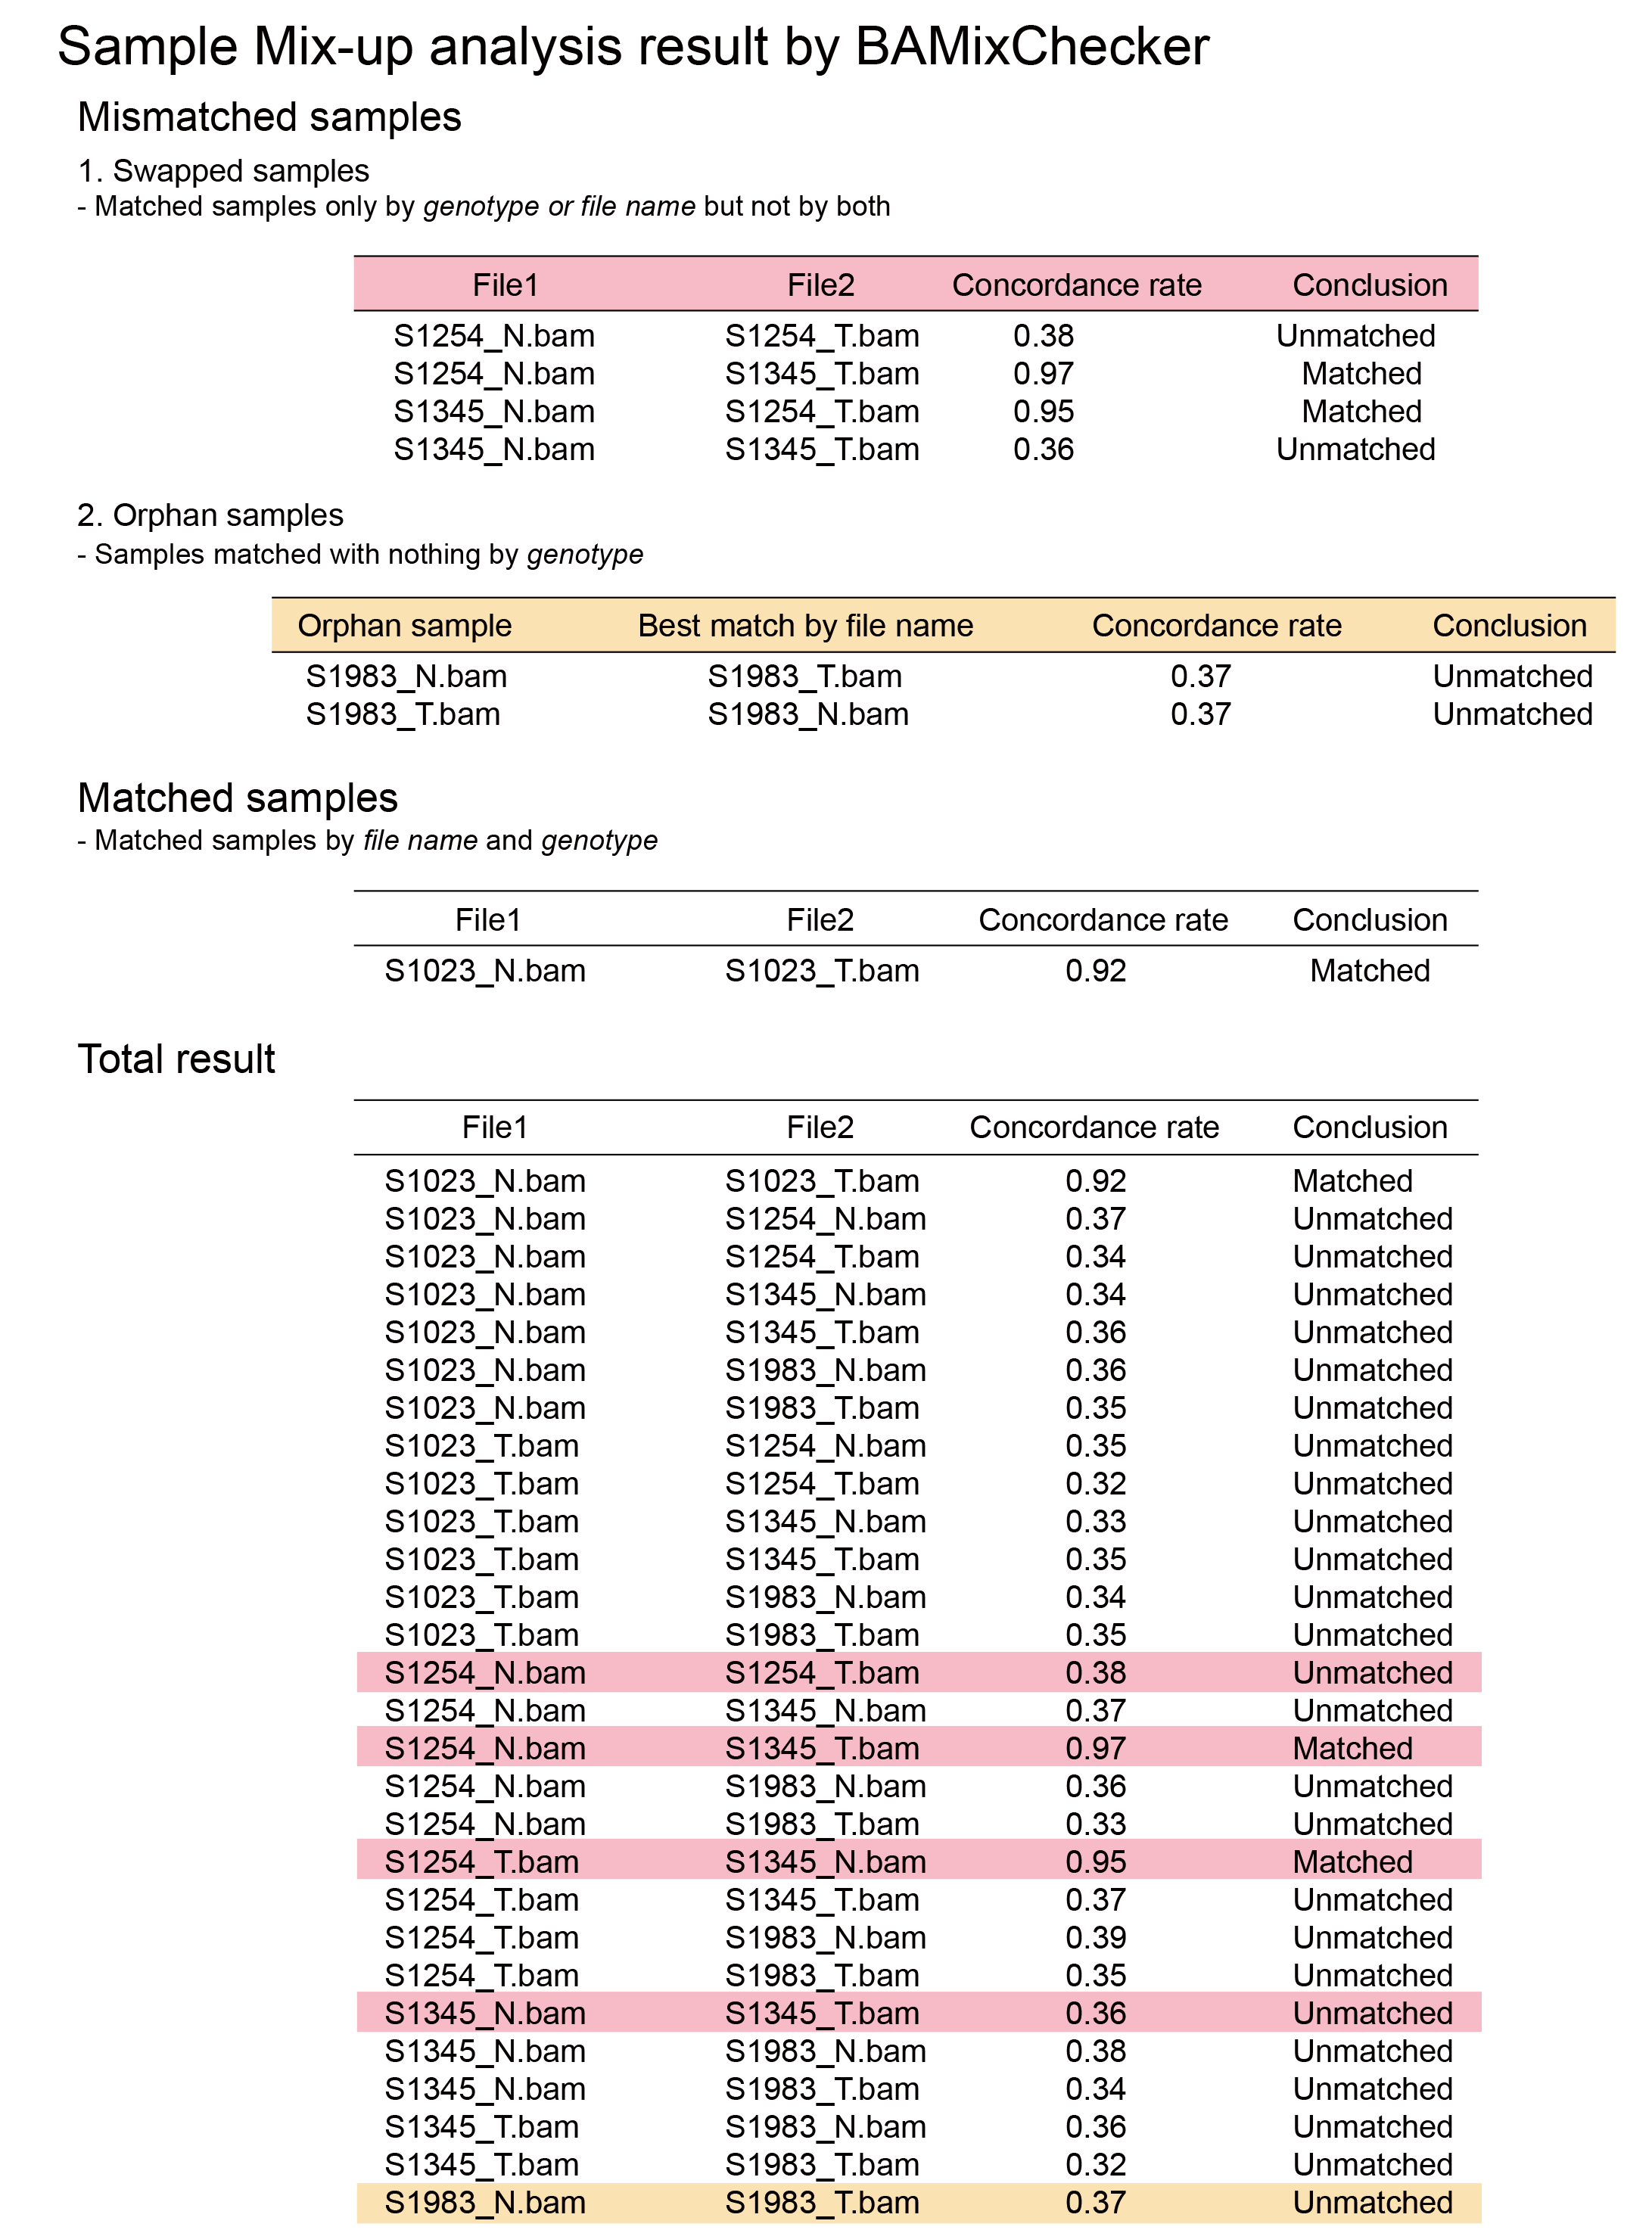 Sample Mix-up analysis result by BAMixChecker
Mismatched samples
1. Swapped samples
- Matched samples only by genotype or file name but not by both
File1 File2 Concordance rate Conclusion
S1254_N.bam S1254_T.bam 0.38 Unmatched
S1254_N.bam S1345_T.bam 0.97 Matched
S1345_N.bam S1254_T.bam 0.95 Matched
S1345_N.bam S1345_T.bam 0.36 Unmatched
2. Orphan samples
- Samples matched with nothing by genotype
Orphan sample Best match by file name Concordance rate Conclusion
S1983_N.bam S1983_T.bam 0.37 Unmatched
S1983_T.bam S1983_N.bam 0.37 Unmatched
Matched samples
- Matched samples by file name and genotype
File1 File2 Concordance rate Conclusion
S1023_N.bam S1023_T.bam 0.92 Matched
Total result
File1 File2 Concordance rate Conclusion
S1023_N.bam S1023_T.bam 0.92 Matched
S1023_N.bam S1254_N.bam 0.37 Unmatched
S1023_N.bam S1254_T.bam 0.34 Unmatched
S1023_N.bam S1345_N.bam 0.34 Unmatched
S1023_N.bam S1345_T.bam 0.36 Unmatched
S1023_N.bam S1983_N.bam 0.36 Unmatched
S1023_N.bam S1983_T.bam 0.35 Unmatched
S1023_T.bam S1254_N.bam 0.35 Unmatched
S1023_T.bam S1254_T.bam 0.32 Unmatched
S1023_T.bam S1345_N.bam 0.33 Unmatched
S1023_T.bam S1345_T.bam 0.35 Unmatched
S1023_T.bam S1983_N.bam 0.34 Unmatched
S1023_T.bam S1983_T.bam 0.35 Unmatched
S1254_N.bam S1254_T.bam 0.38 Unmatched
S1254_N.bam S1345_N.bam 0.37 Unmatched
S1254_N.bam S1345_T.bam 0.97 Matched
S1254_N.bam S1983_N.bam 0.36 Unmatched
S1254_N.bam S1983_T.bam 0.33 Unmatched
S1254_T.bam S1345_N.bam 0.95 Matched
S1254_T.bam S1345_T.bam 0.37 Unmatched
S1254_T.bam S1983_N.bam 0.39 Unmatched
S1254_T.bam S1983_T.bam 0.35 Unmatched
S1345_N.bam S1345_T.bam 0.36 Unmatched
S1345_N.bam S1983_N.bam 0.38 Unmatched
S1345_N.bam S1983_T.bam 0.34 Unmatched
S1345_T.bam S1983_N.bam 0.36 Unmatched
S1345_T.bam S1983_T.bam 0.32 Unmatched
S1983_N.bam S1983_T.bam 0.37 Unmatched